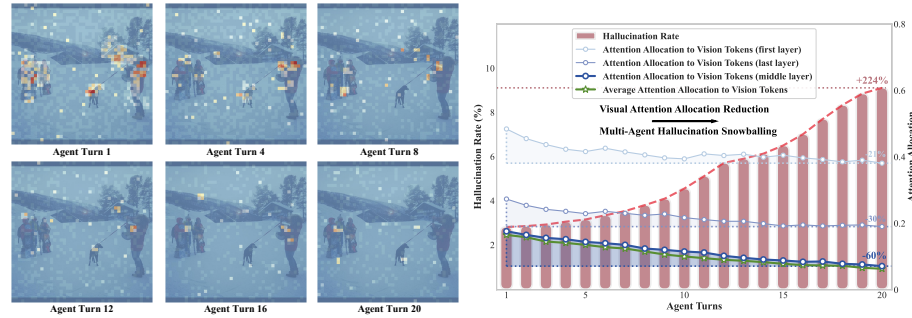 Agent Turn 1
Agent Turn 4
Agent Turn 8
Agent Turn 12
Agent Turn 16
Agent Turn 20
Hallucination Rate
Attention Allocation to Vision Tokens (first layer)
Attention Allocation to Vision Tokens (last layer)
Attention Allocation to Vision Tokens (middle layer)
Average Attention Allocation to Vision Tokens
Visual Attention Allocation Reduction
Multi-Agent Hallucination Snowballing
+224%
-21%
-30%
-60%
Hallucination Rate (%)
10
8
6
4
2
Attention Allocation
0.8
0.6
0.4
0.2
0
1
5
10
15
20
Agent Turns